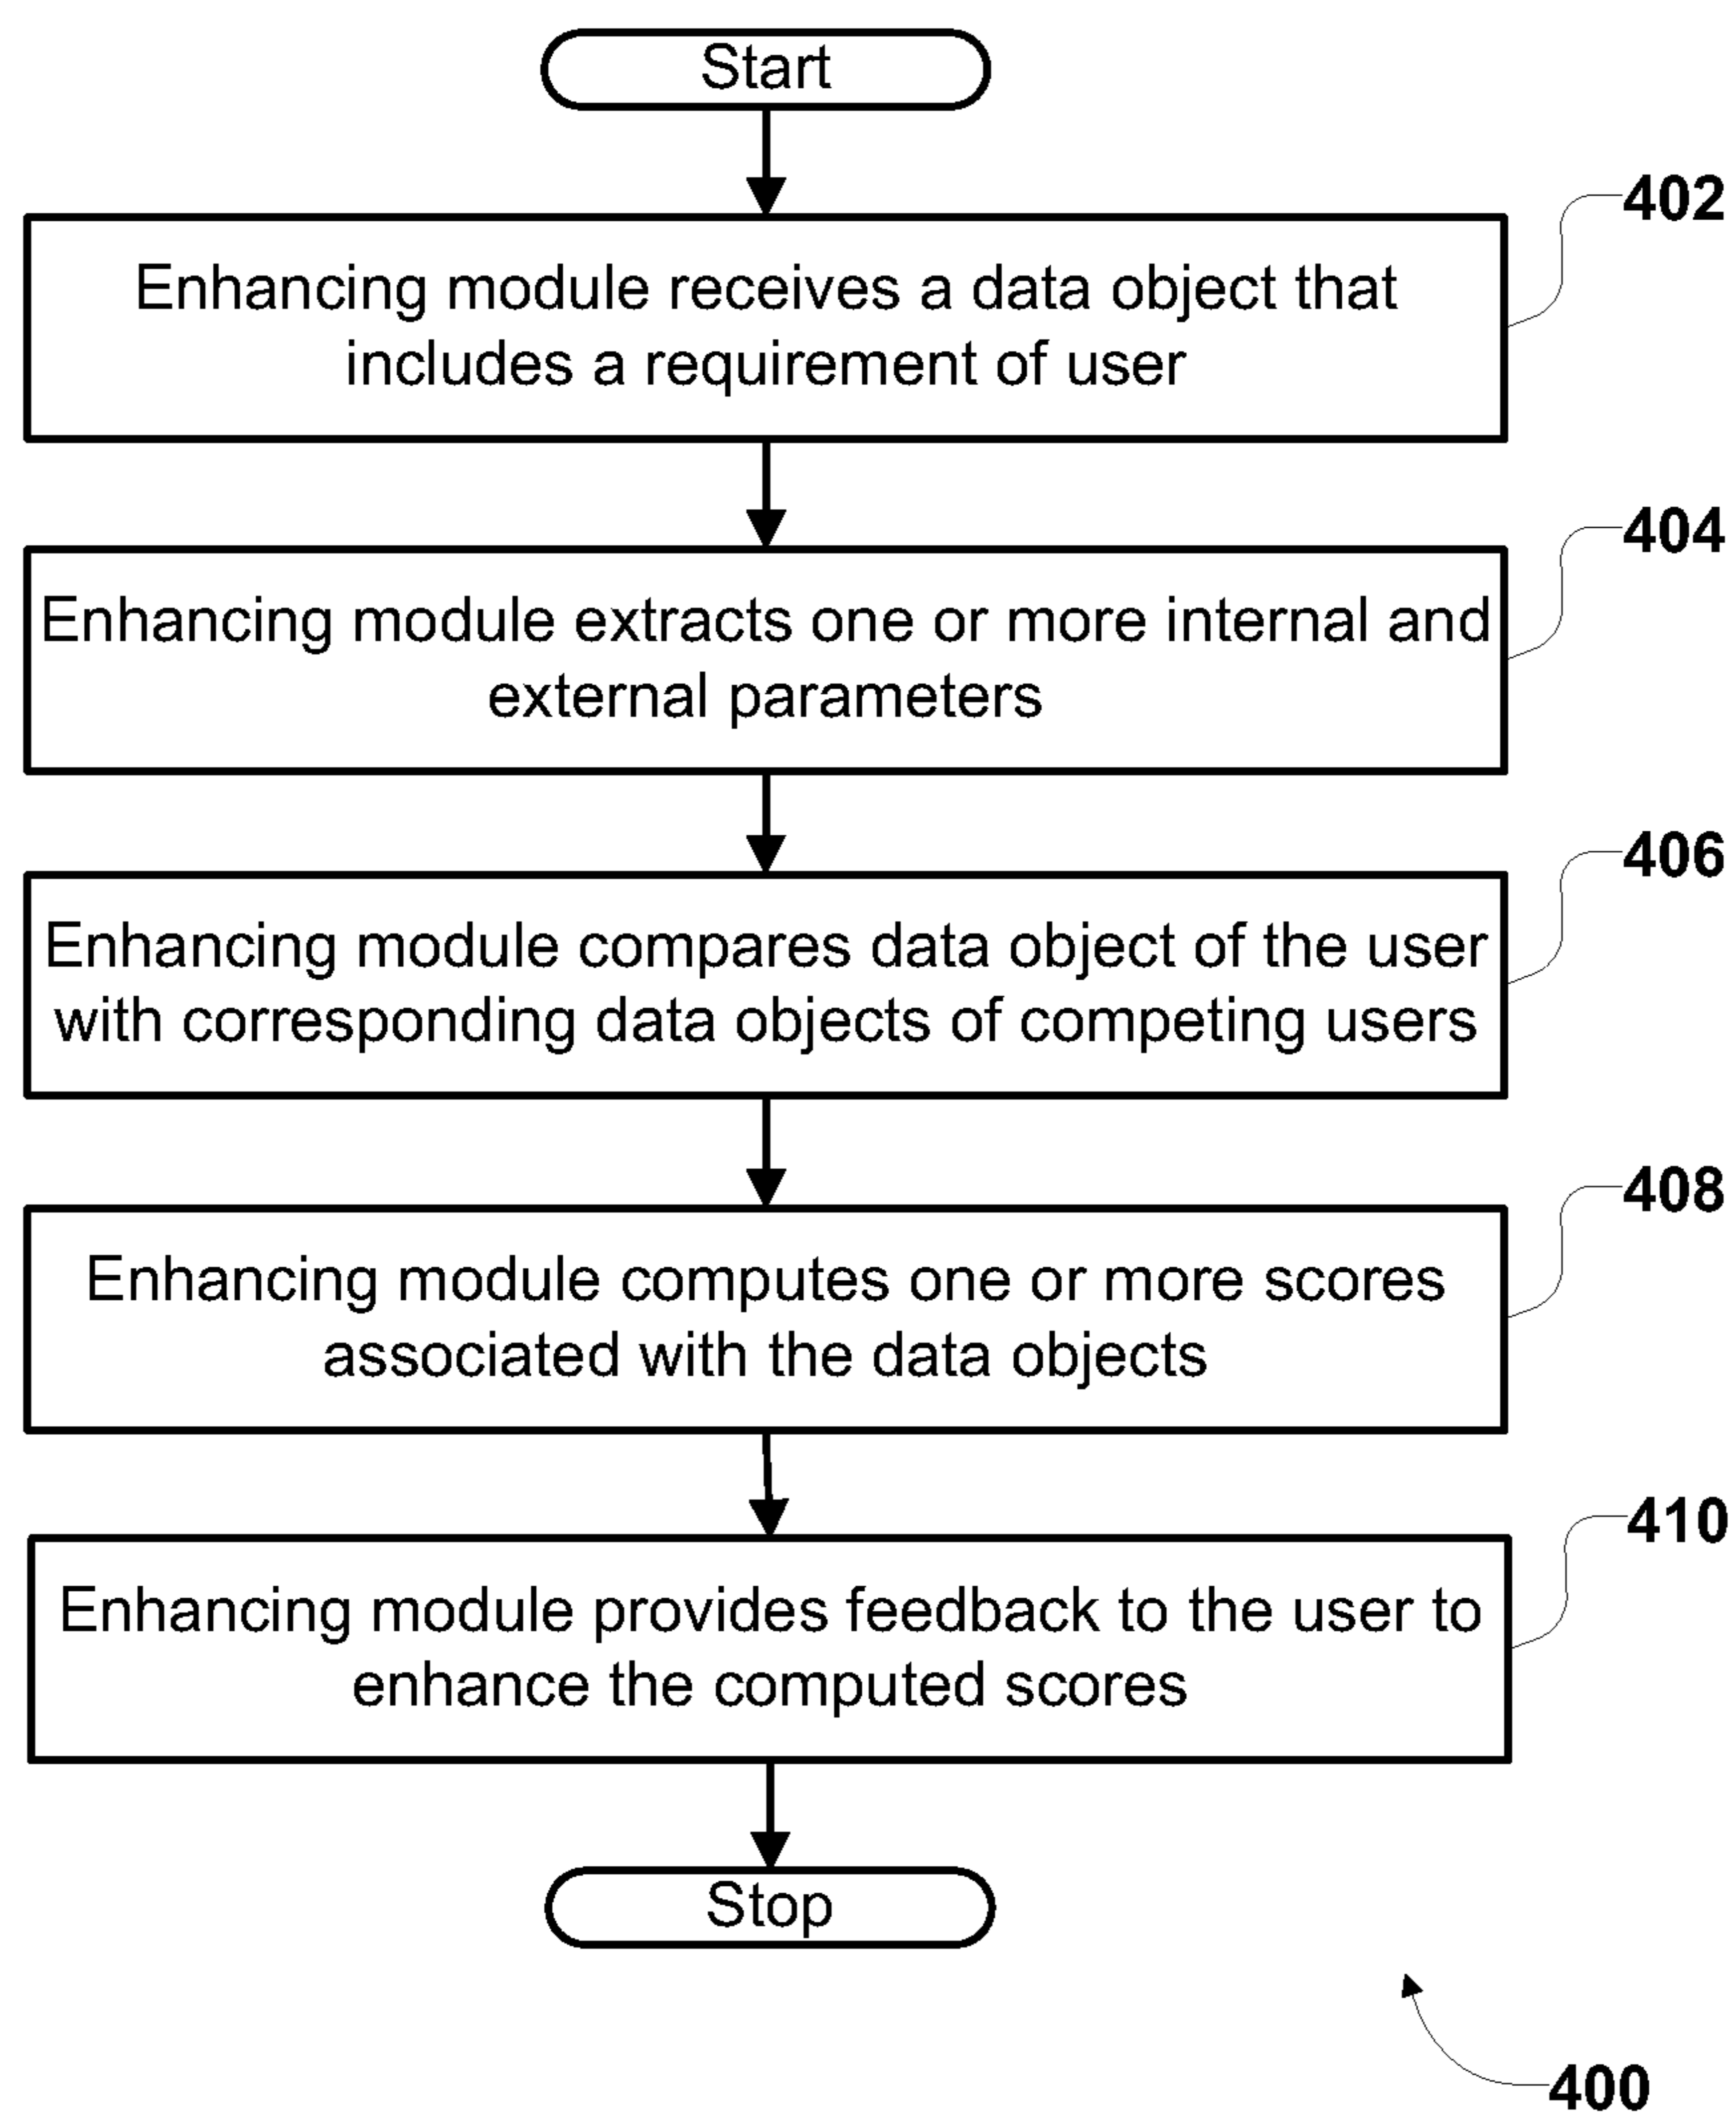 Start
402
Enhancing module receives a data object that
includes a requirement of user
404
Enhancing module extracts one or more internal and
external parameters
406
Enhancing module compares data object of the user
with corresponding data objects of competing users
408
Enhancing module computes one or more scores
associated with the data objects
410
Enhancing module provides feedback to the user to
enhance the computed scores
Stop
400